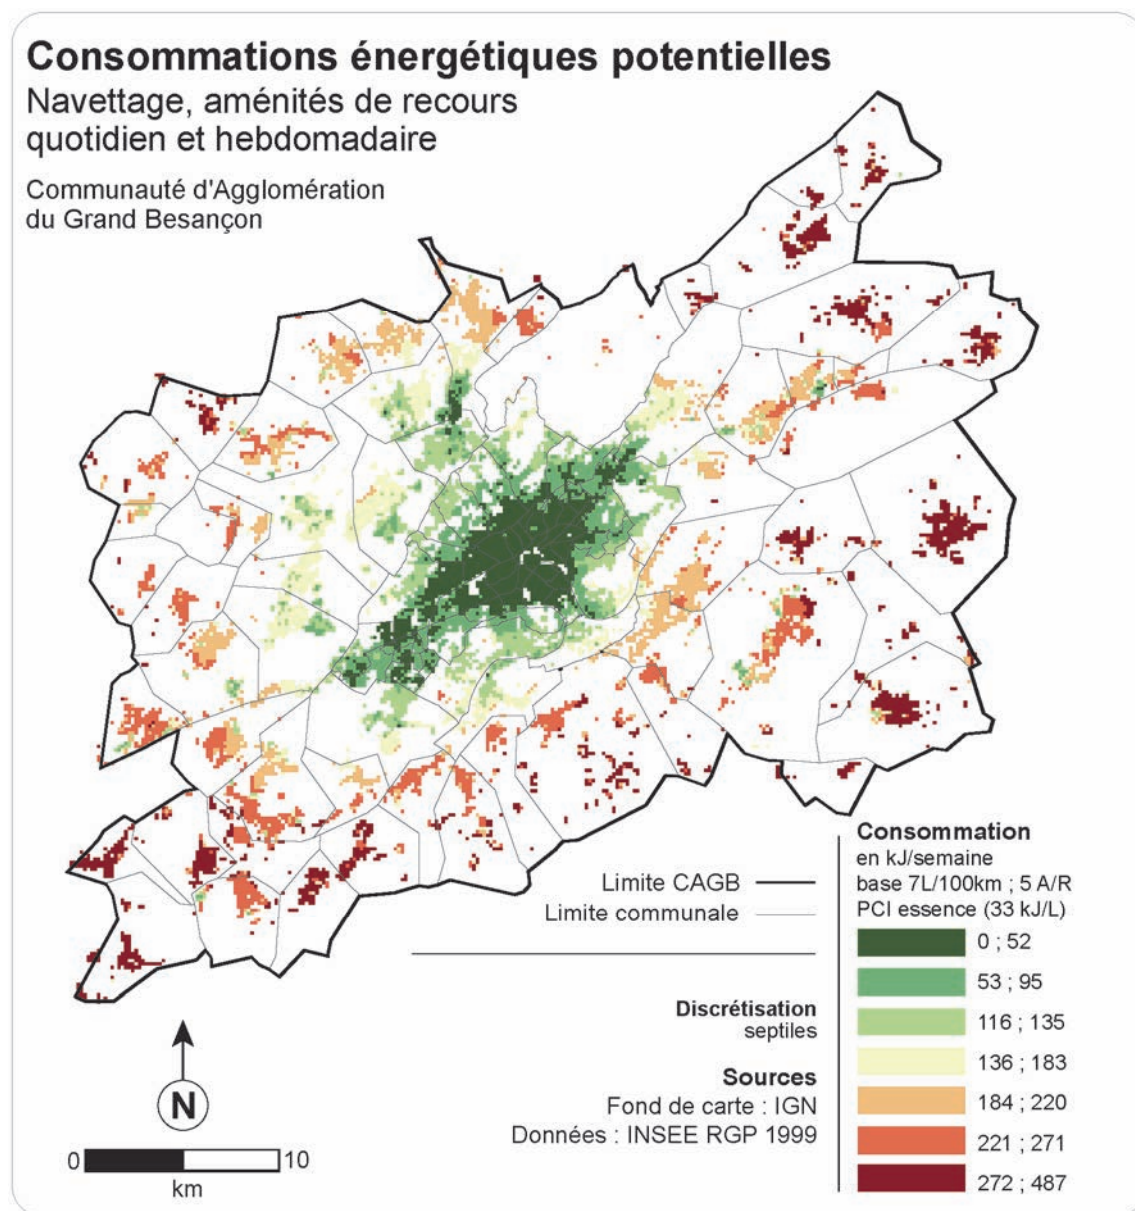 Consommations énergétiques potentielles
Navettage, aménités de recours
quotidien et hebdomadaire
Communauté d'Agglomération
du Grand Besançon
Consommation
en kJ/semaine
base 7L/100km ; 5 A/R
PCI essence (33 kJ/L)
0 ; 52
53 ; 95
116 ; 135
136 ; 183
184 ; 220
221 ; 271
272 ; 487
Limite CAGB
Limite communale
Discrétisation
septiles
Sources
Fond de carte : IGN
Données : INSEE RGP 1999
N
0 10
km